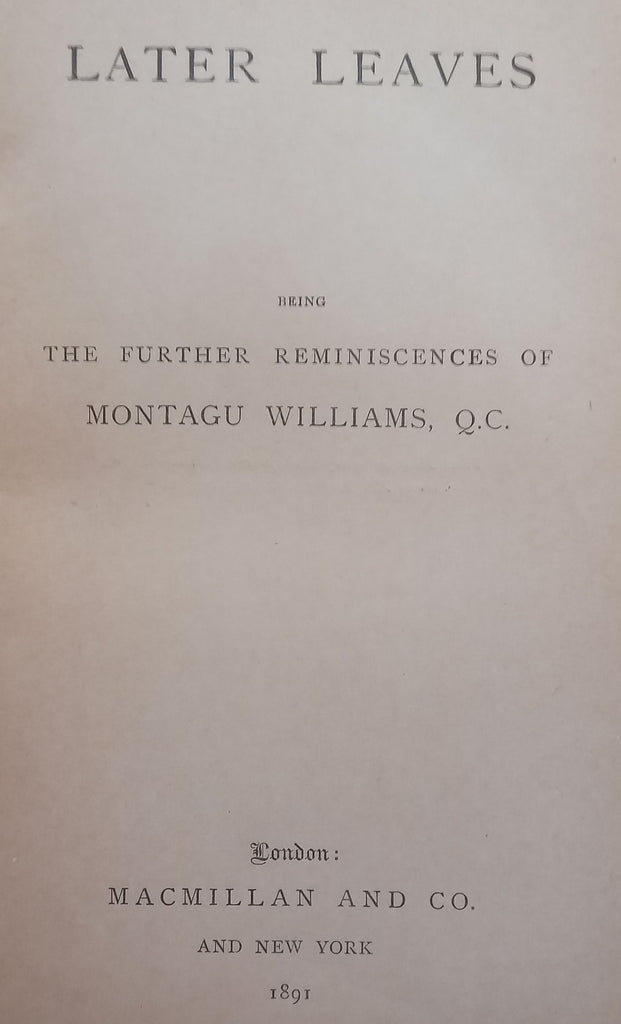 LATER LEAVES
BEING
THE FURTHER REMINISCENCES OF
MONTAGU WILLIAMS, Q.C.
London:
MACMILLAN AND CO.
AND NEW YORK
1891